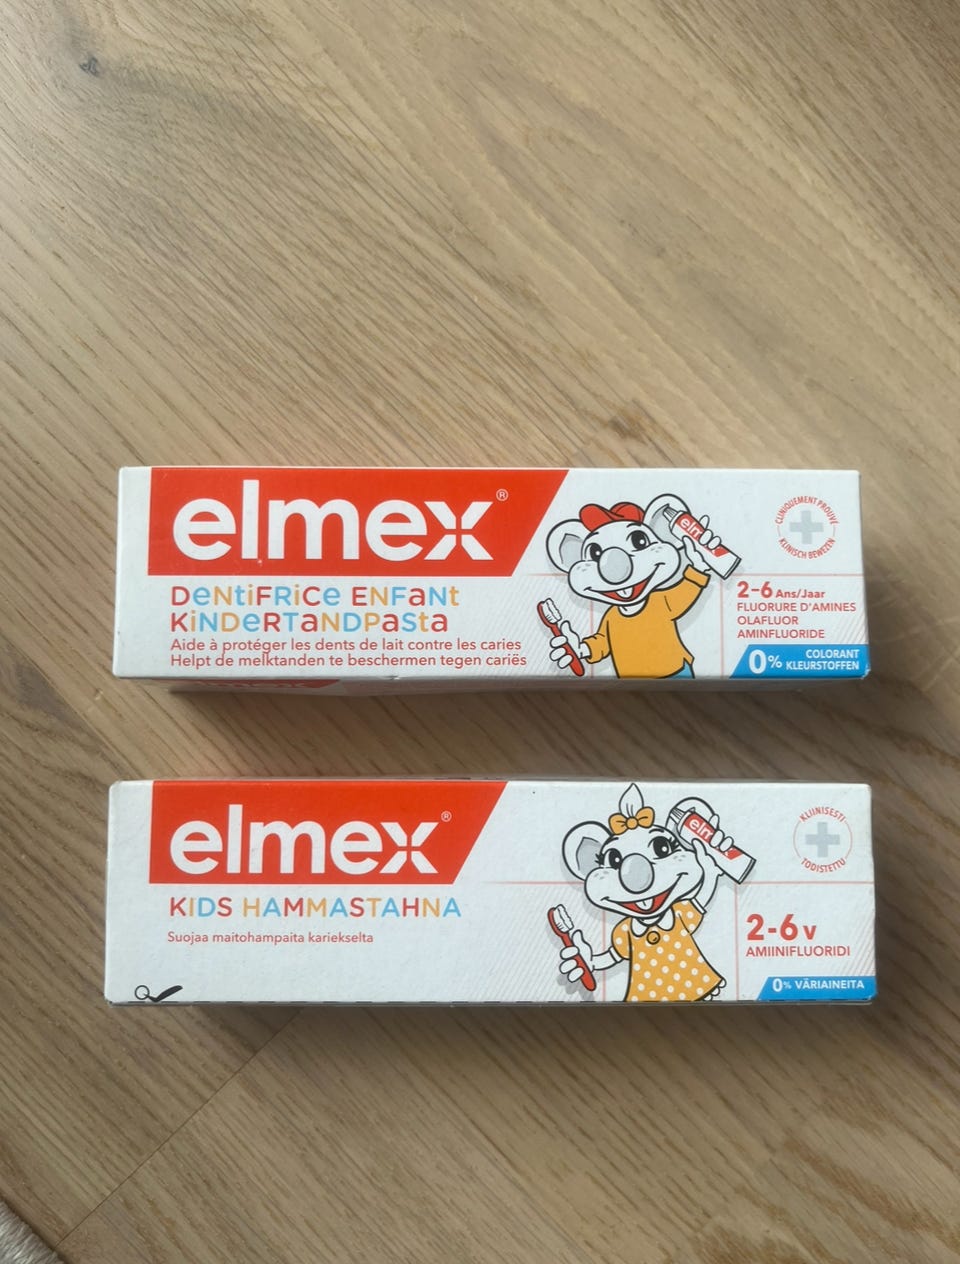 elmex®
DeNtiFRiCe ENFaNt
KiNDeRTaNDPaSta
Aide à protéger les dents de lait contre les caries
Helpt de melktanden te beschermen tegen cariës
elm
CLINIQUEMENT PROUVÉ
KLINISCH BEWEZEN
2-6 Ans/Jaar
FLUORURE D'AMINES
OLAFLUOR
AMINFLUORIDE
0% COLORANT
KLEURSTOFFEN
elmex®
KIDS HAMMASTAHNA
Suojaa maitohampaita kariekselta
elm
KLIINISESTI
TODISTETTU
2-6 v
AMIINIFLUORIDI
0% VÄRIAINEITA